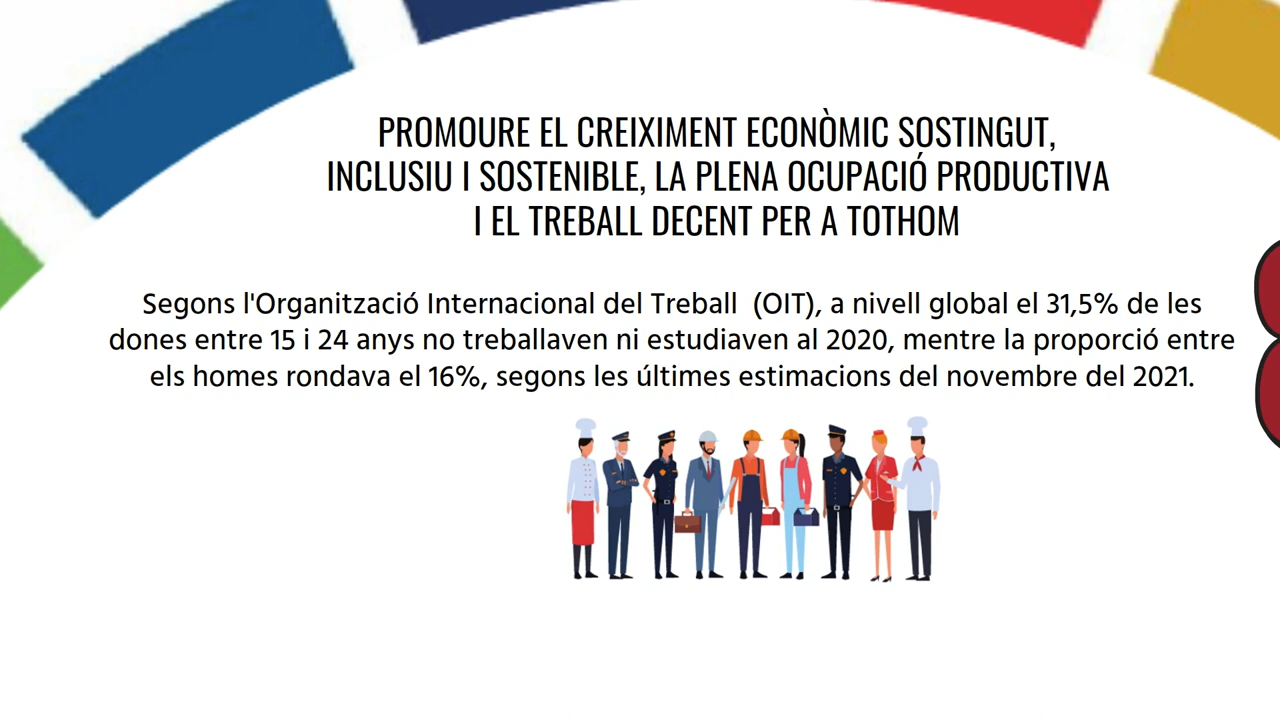 PROMOURE EL CREIXIMENT ECONÒMIC SOSTINGUT,
INCLUSIU I SOSTENIBLE, LA PLENA OCUPACIÓ PRODUCTIVA
I EL TREBALL DECENT PER A TOTHOM
Segons l'Organització Internacional del Treball  (OIT), a nivell global el 31,5% de les
dones entre 15 i 24 anys no treballaven ni estudiaven al 2020, mentre la proporció entre
els homes rondava el 16%, segons les últimes estimacions del novembre del 2021.